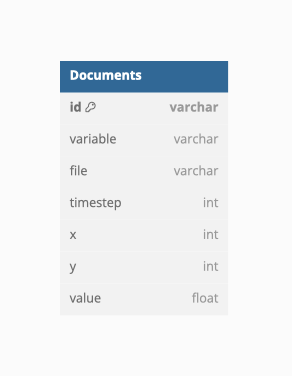 Documents
id varchar
variable varchar
file varchar
timestep int
x int
y int
value float